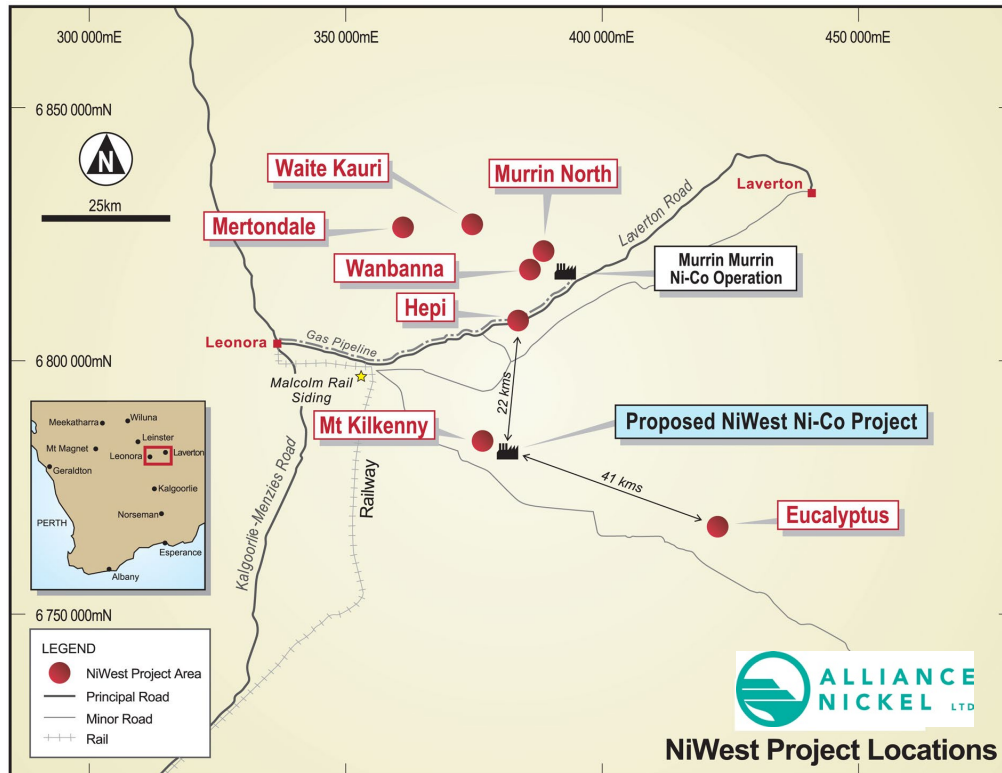 300 000mE
350 000mE
400 000mE
450 000mE
6 850 000mN
6 800 000mN
6 750 000mN
N
25km
Waite Kauri
Murrin North
Mertondale
Wanbanna
Hepi
Laverton
Laverton Road
Murrin Murrin
Ni-Co Operation
Leonora
Gas Pipeline
Malcolm Rail
Siding
22 kms
Mt Kilkenny
Proposed NiWest Ni-Co Project
41 kms
Eucalyptus
Railway
Kalgoorlie-Menzies Road
Meekatharra
Wiluna
Leinster
Mt Magnet
Leonora
Laverton
Geraldton
Kalgoorlie
Norseman
PERTH
Esperance
Albany
LEGEND
NiWest Project Area
Principal Road
Minor Road
Rail
ALLIANCE
NICKEL LTD
NiWest Project Locations